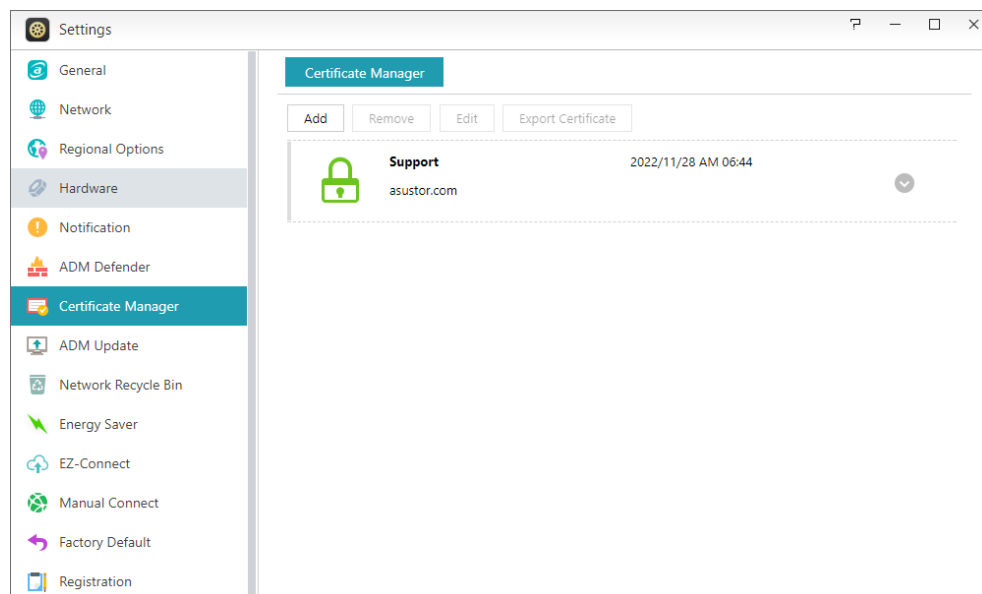 Settings
General
Network
Regional Options
Hardware
Notification
ADM Defender
Certificate Manager
ADM Update
Network Recycle Bin
Energy Saver
EZ-Connect
Manual Connect
Factory Default
Registration
Certificate Manager
Add Remove Edit Export Certificate
Support 2022/11/28 AM 06:44
asustor.com